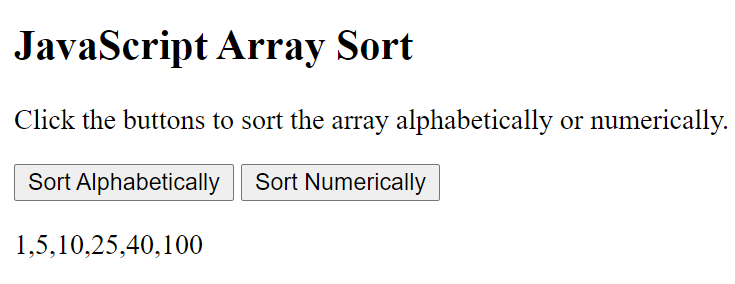 JavaScript Array Sort
Click the buttons to sort the array alphabetically or numerically.
Sort Alphabetically Sort Numerically
1,5,10,25,40,100